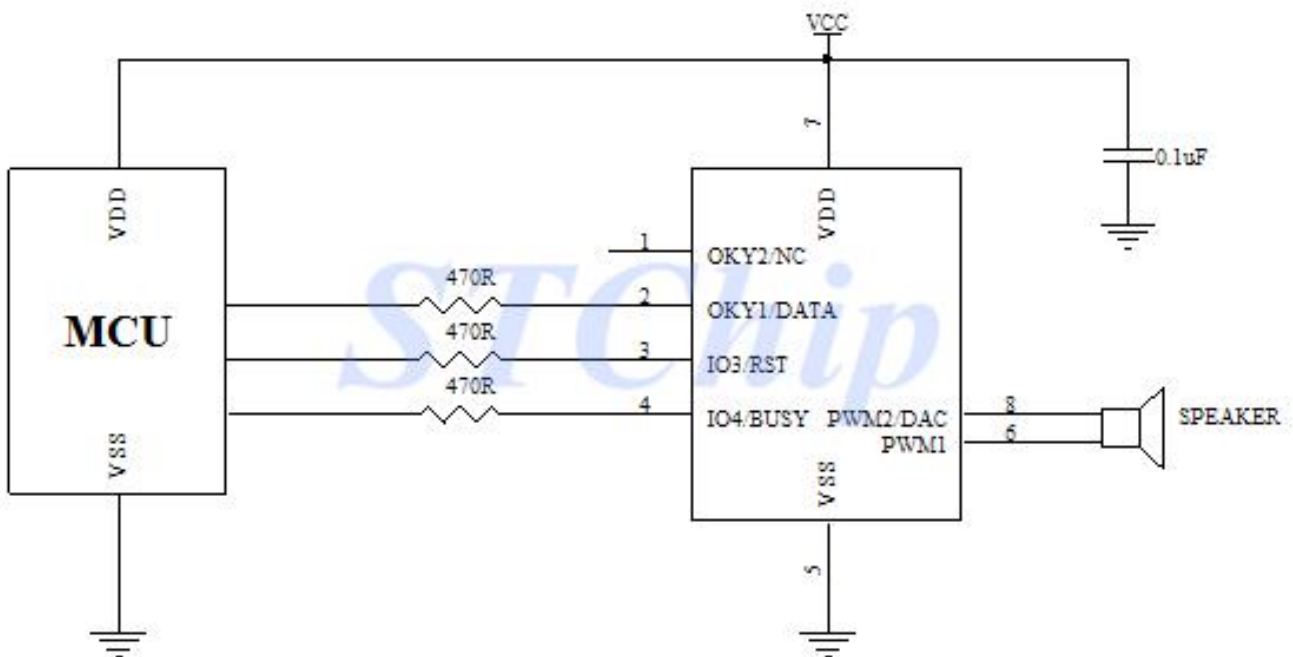 VCC
7
0.1uF
VDD
VDD
1
OKY2/NC
470R
2
OKY1/DATA
MCU
470R
3
IO3/RST
470R
4
IO4/BUSY
PWM2/DAC
8
SPEAKER
PWM1
6
VSS
VSS
5
STChip